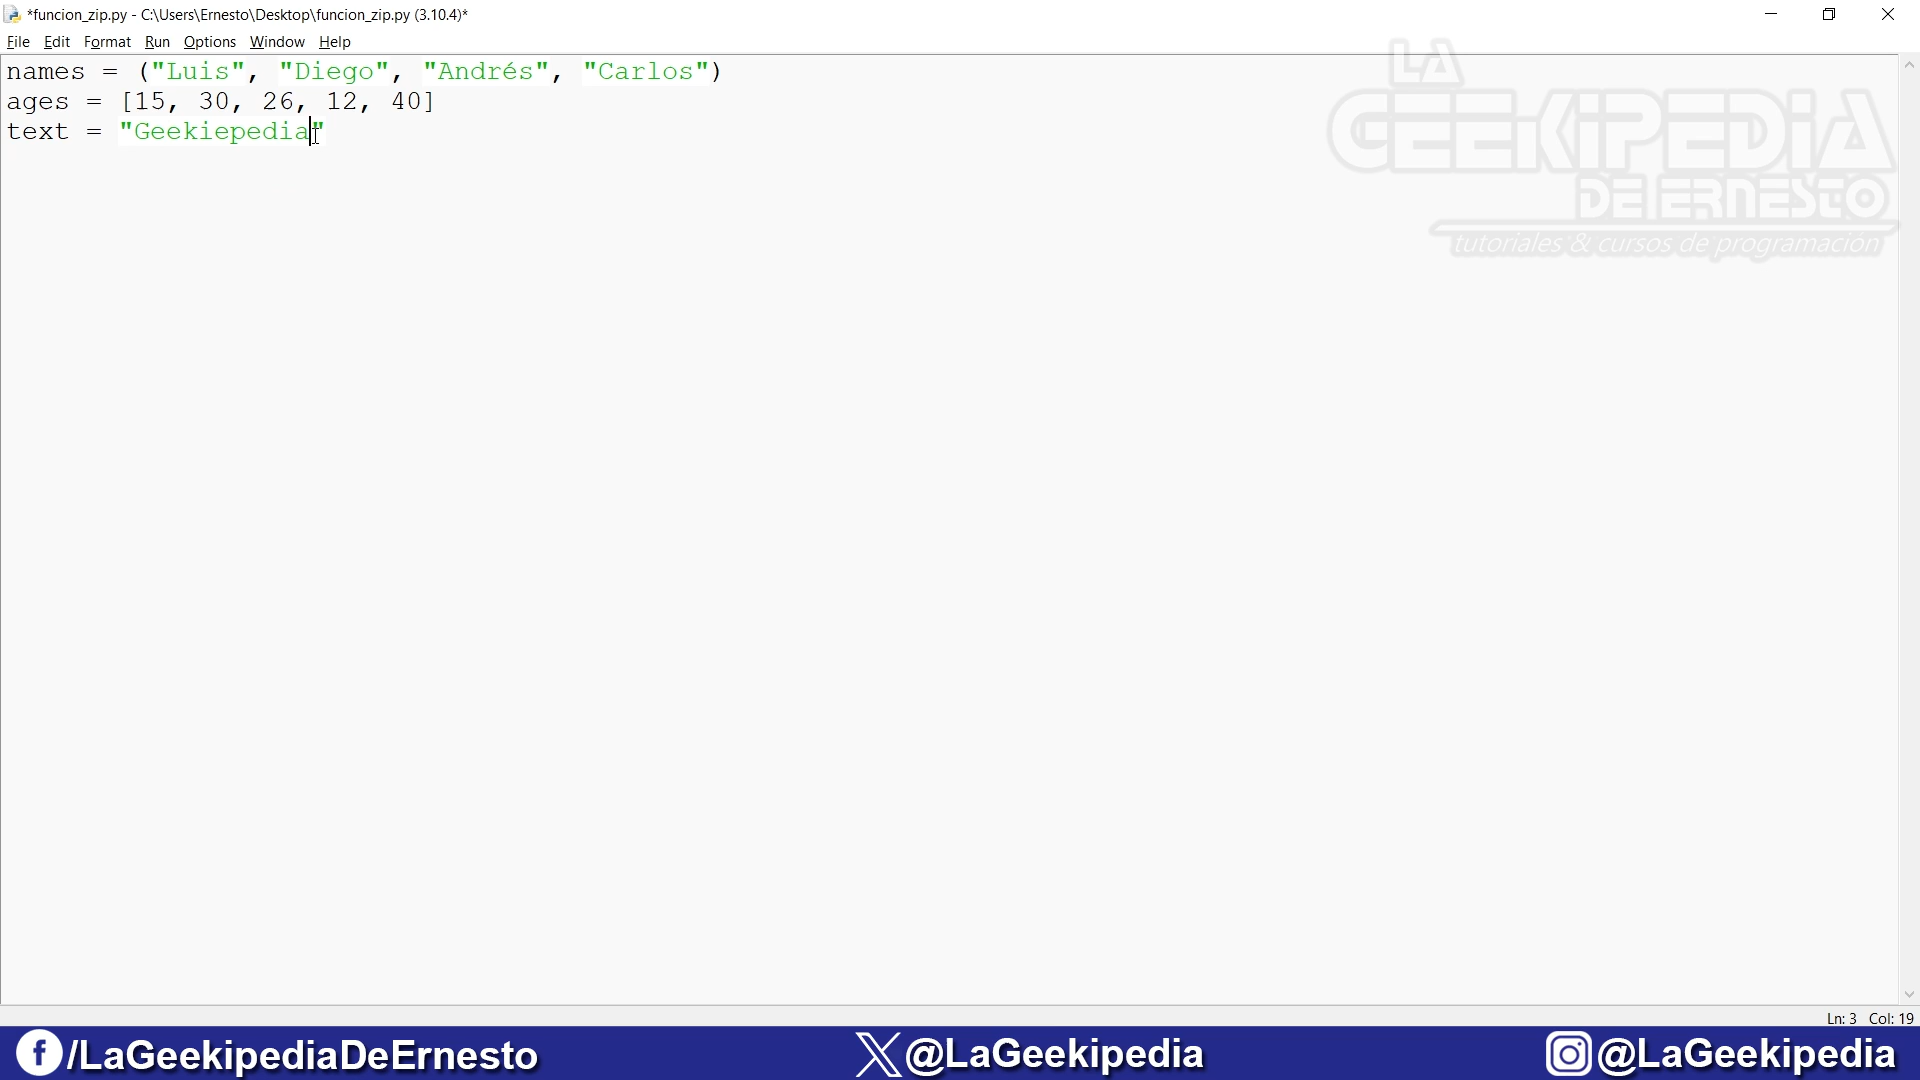 *funcion_zip.py - C:\Users\Ernesto\Desktop\funcion_zip.py (3.10.4)*
File Edit Format Run Options Window Help
names = ("Luis", "Diego", "Andrés", "Carlos")
ages = [15, 30, 26, 12, 40]
text = "Geekiepedia"
LA
GEEKIPEDIA
DE ERNESTO
tutoriales & cursos de programación
Ln: 3 Col: 19
/LaGeekipediaDeErnesto
@LaGeekipedia
@LaGeekipedia